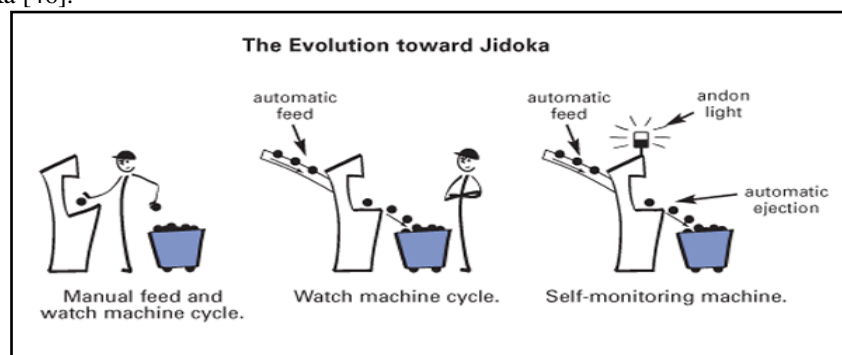 The Evolution toward Jidoka
automatic
feed
automatic
feed
andon
light
automatic
ejection
Manual feed and
watch machine cycle.
Watch machine cycle.
Self-monitoring machine.